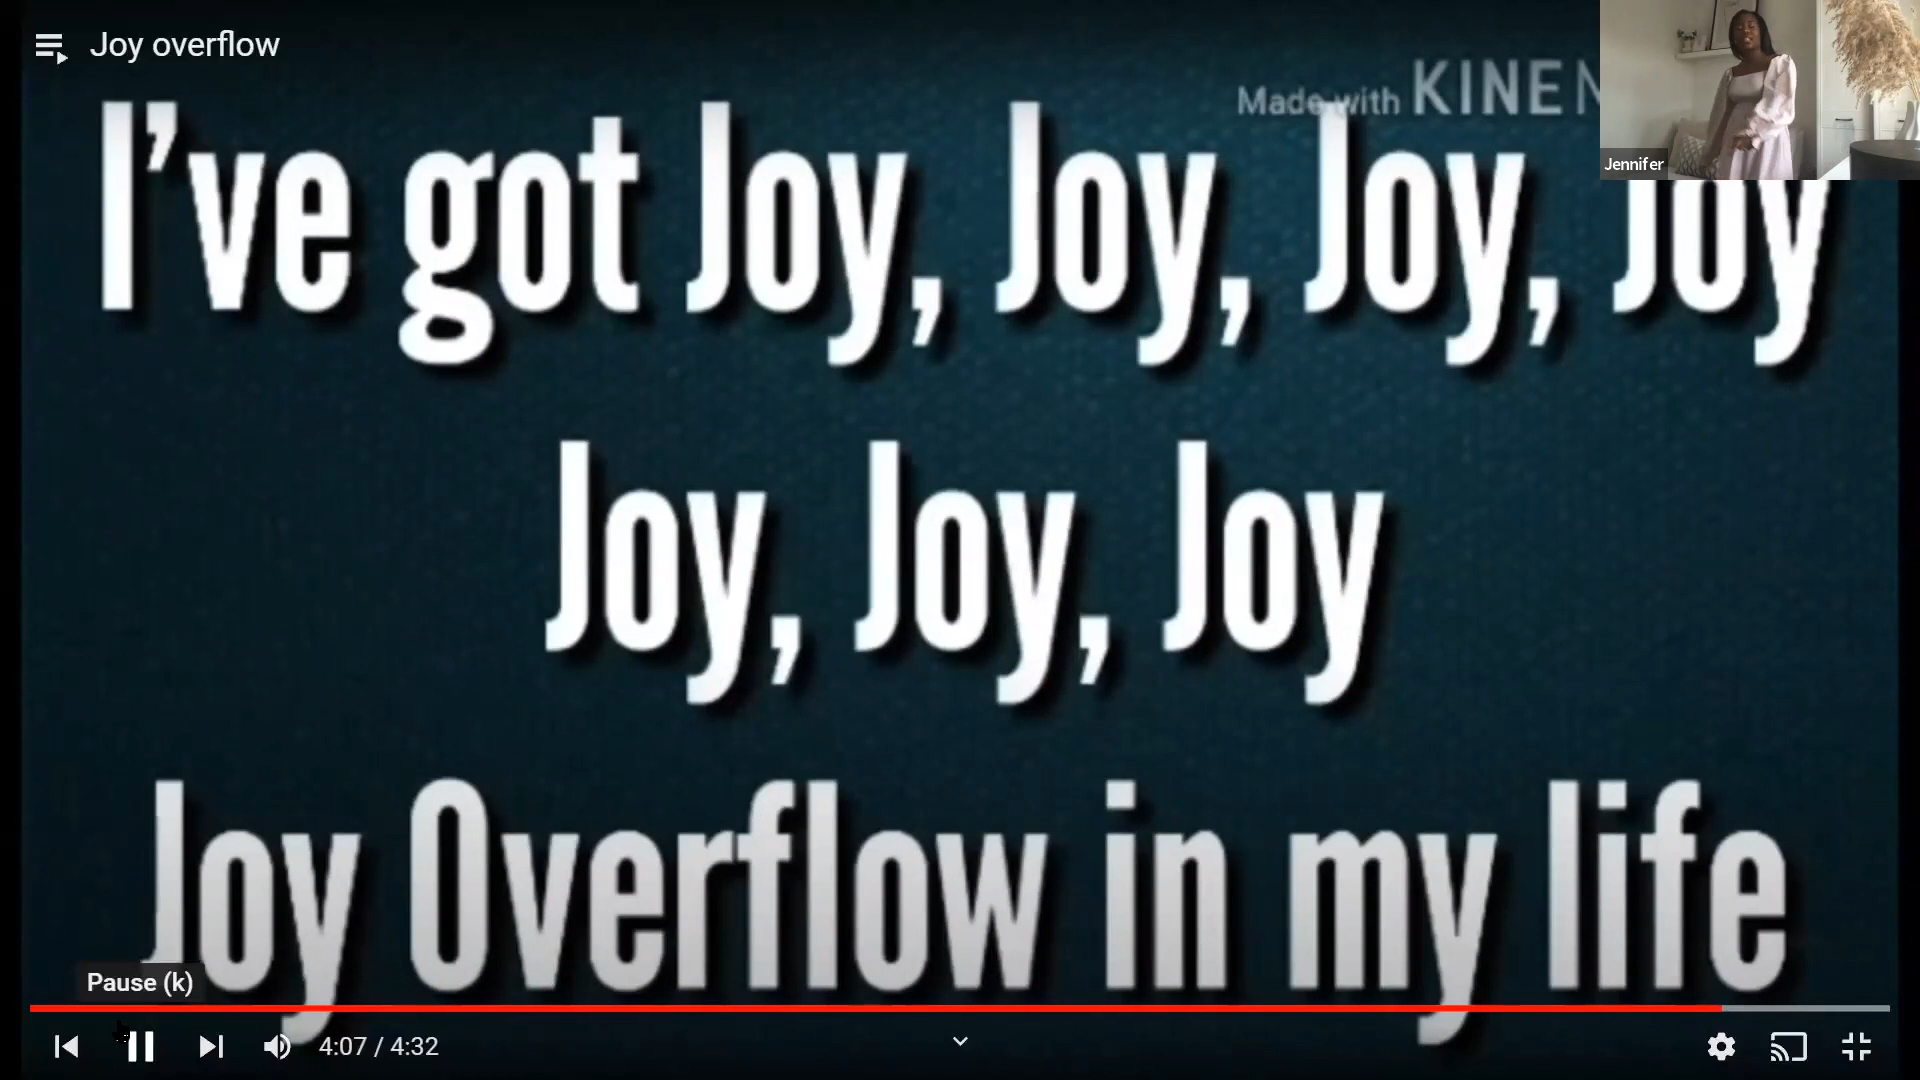 Joy overflow
Made with KINEM
Jennifer
I've got Joy, Joy, Joy, Joy
Joy, Joy, Joy
Joy Overflow in my life
Pause (k)
4:07 / 4:32